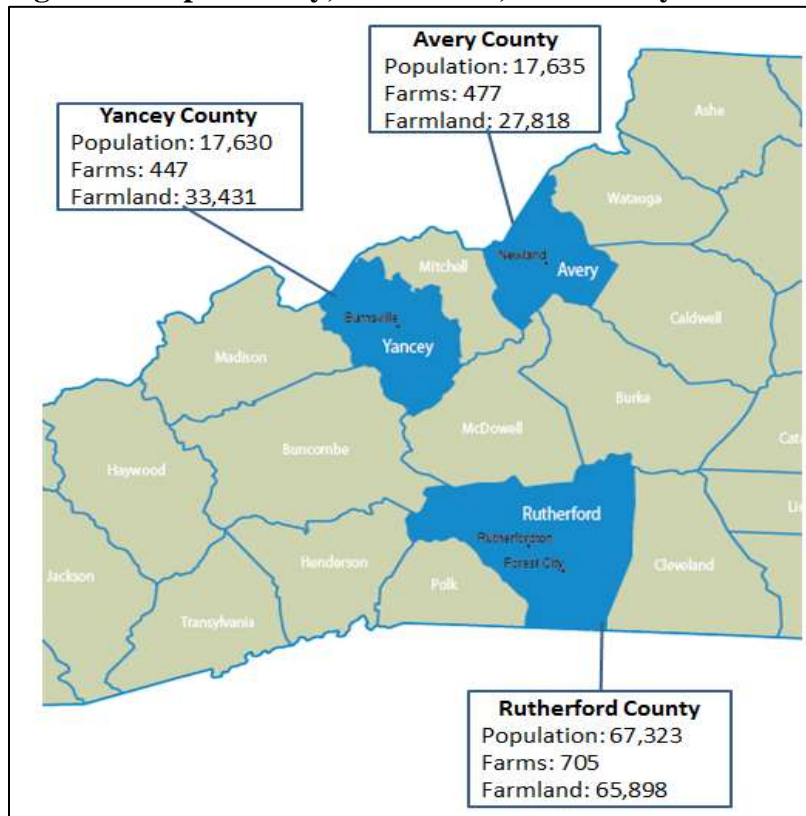 Avery County
Population: 17,635
Farms: 477
Farmland: 27,818
Yancey County
Population: 17,630
Farms: 447
Farmland: 33,431
Ashe
Watauga
Newland
Avery
Mitchell
Caldwell
Burnsville
Yancey
Madison
Burke
McDowell
Buncombe
Haywood
Rutherford
Rutherfordton
Forest City
Cleveland
Henderson
Polk
Jackson
Transylvania
Rutherford County
Population: 67,323
Farms: 705
Farmland: 65,898